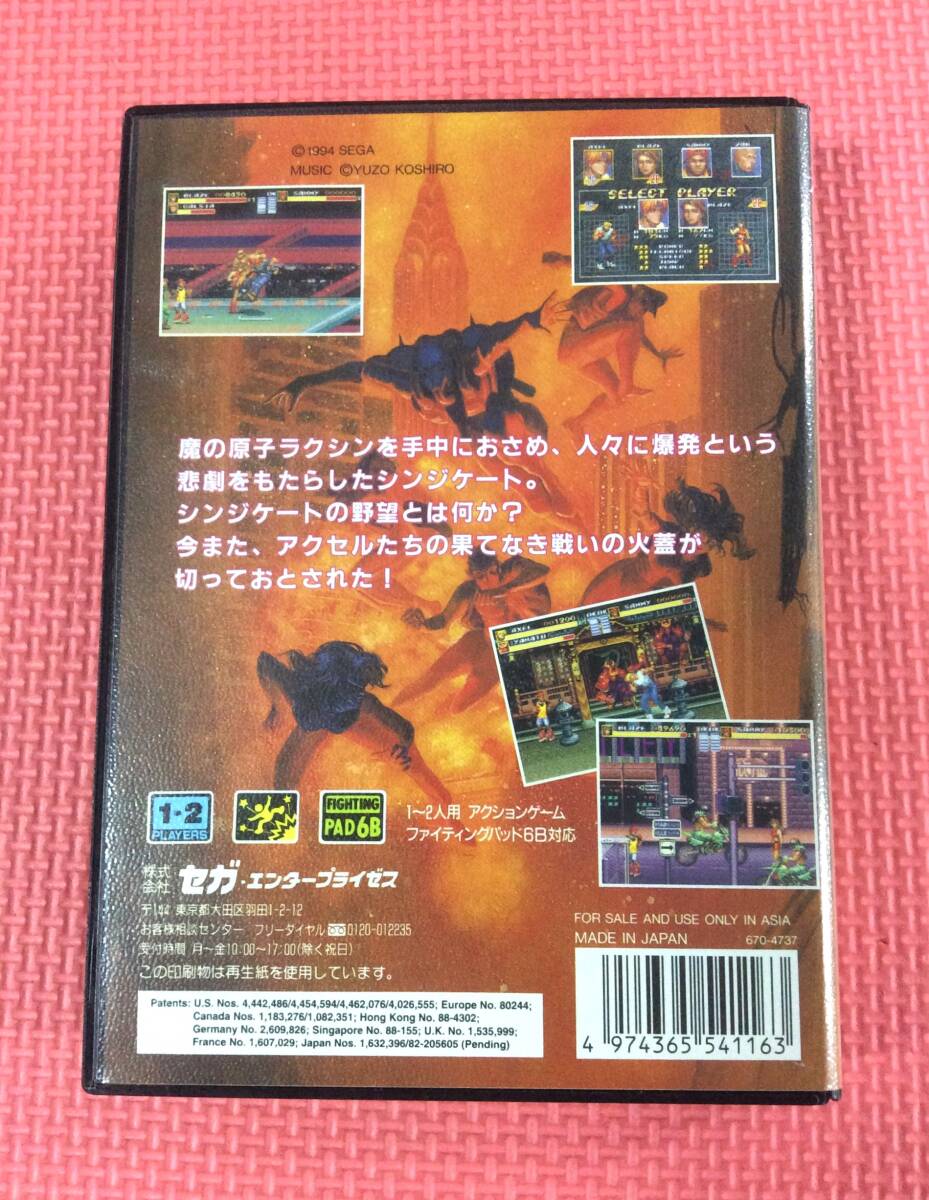 ©1994 SEGA
MUSIC ©YUZO KOSHIRO
AXEL BLAZE SAMMY ZAN
SELECT PLAYER
魔の原子ラクシンを手中におさめ、人々に爆発という
悲劇をもたらしたシンジケート。
シンジケートの野望とは何か？
今また、アクセルたちの果てなき戦いの火蓋が
切っておとされた！
1-2
PLAYERS
FIGHTING
PAD 6B
1〜2人用 アクションゲーム
ファイティングパッド6B対応
株式会社 セガ・エンタープライゼス
〒144 東京都大田区羽田1-2-12
お客様相談センター フリーダイヤル 0120-012235
受付時間 月〜金10:00〜17:00(除く祝日)
この印刷物は再生紙を使用しています。
FOR SALE AND USE ONLY IN ASIA
MADE IN JAPAN 670-4737
Patents: U.S. Nos. 4,442,486/4,454,594/4,462,076/4,026,555; Europe No. 80244;
Canada Nos. 1,183,276/1,082,351; Hong Kong No. 88-4302;
Germany No. 2,609,826; Singapore No. 88-155; U.K. No. 1,535,999;
France No. 1,607,029; Japan Nos. 1,632,396/82-205605 (Pending)
4 974365 541163